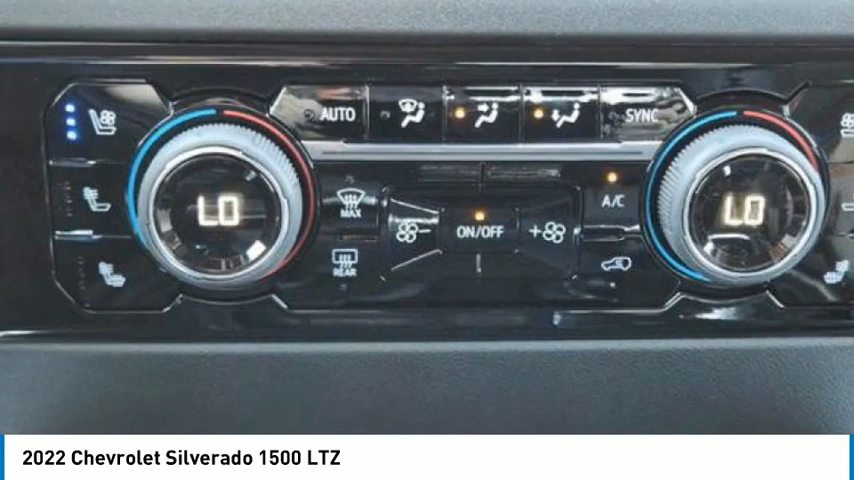 AUTO
SYNC
LO
MAX
REAR
ON/OFF
A/C
LO
2022 Chevrolet Silverado 1500 LTZ